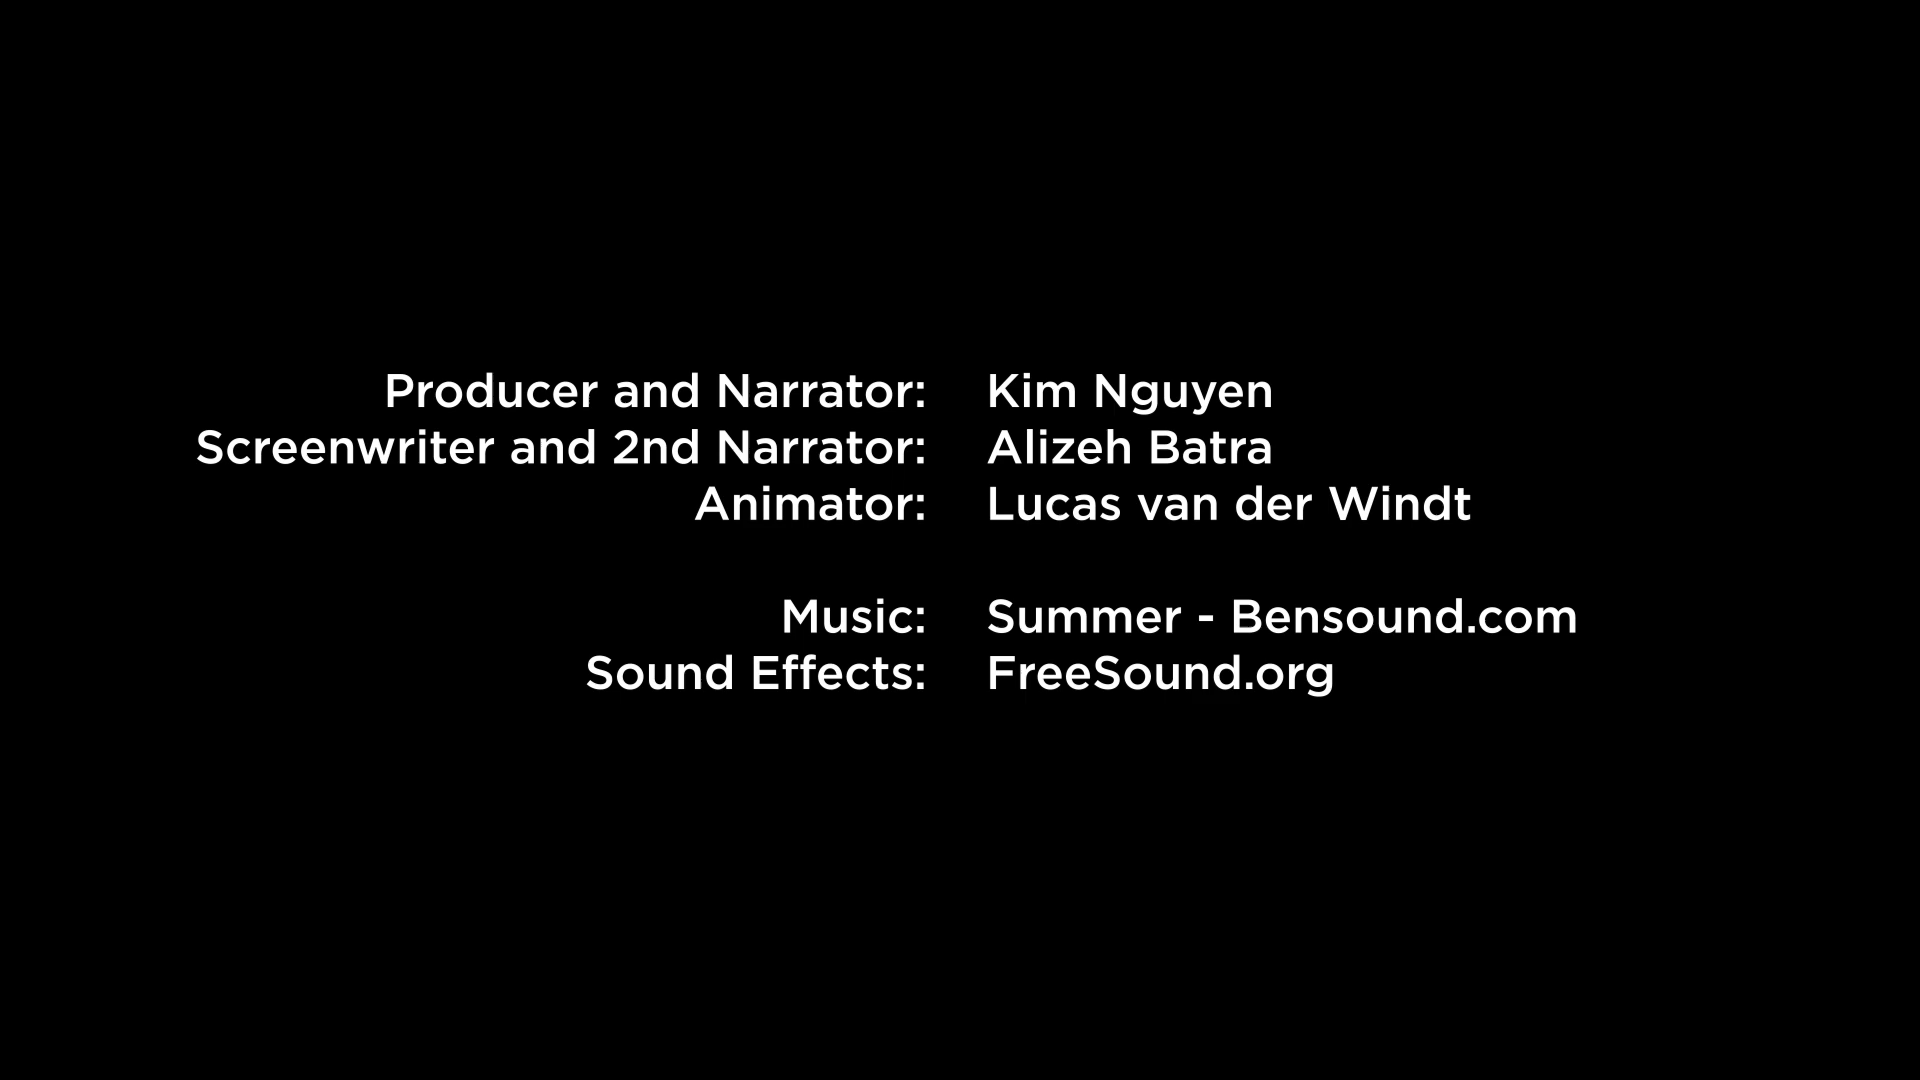 Producer and Narrator: Kim Nguyen
Screenwriter and 2nd Narrator: Alizeh Batra
Animator: Lucas van der Windt
Music: Summer - Bensound.com
Sound Effects: FreeSound.org